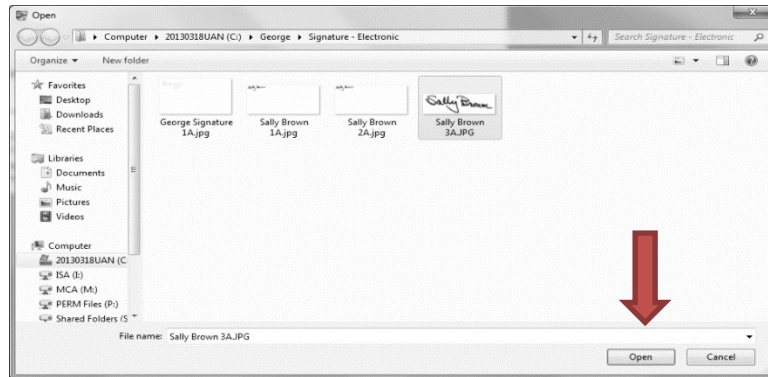 Open
Computer ▸ 20130318UAN (C:) ▸ George ▸ Signature - Electronic
Search Signature - Electronic
Organize
New folder
Favorites
Desktop
Downloads
Recent Places
Libraries
Documents
Music
Pictures
Videos
Computer
20130318UAN (C
ISA (I:)
MCA (M:)
PERM Files (P:)
Shared Folders (S
Sally Brown
George Signature
1A.jpg
Sally Brown
1A.jpg
Sally Brown
2A.jpg
Sally Brown
3A.JPG
File name: Sally Brown 3A.JPG
Open
Cancel